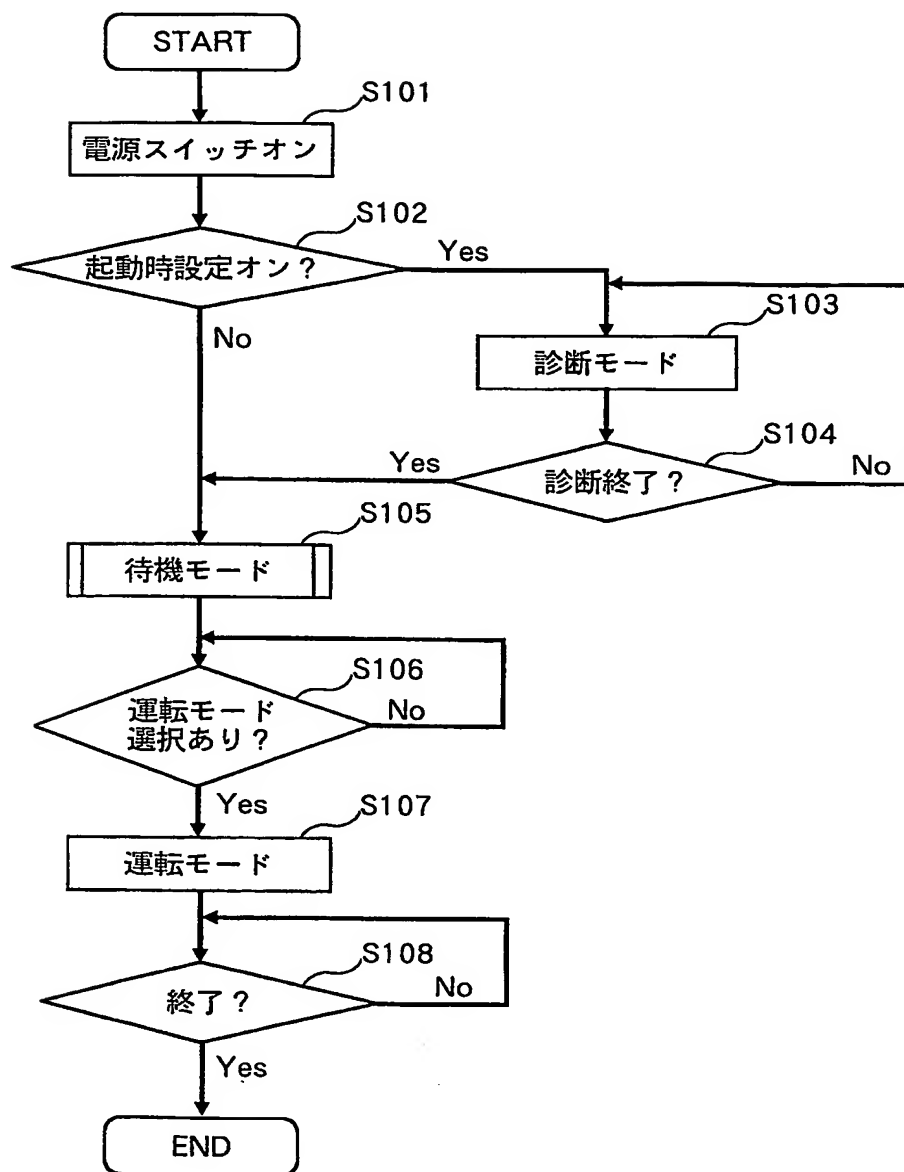 START
S101
電源スイッチオン
S102
起動時設定オン？
Yes
No
S103
診断モード
S104
診断終了？
Yes
No
S105
待機モード
S106
運転モード
選択あり？
No
Yes
S107
運転モード
S108
終了？
No
Yes
END